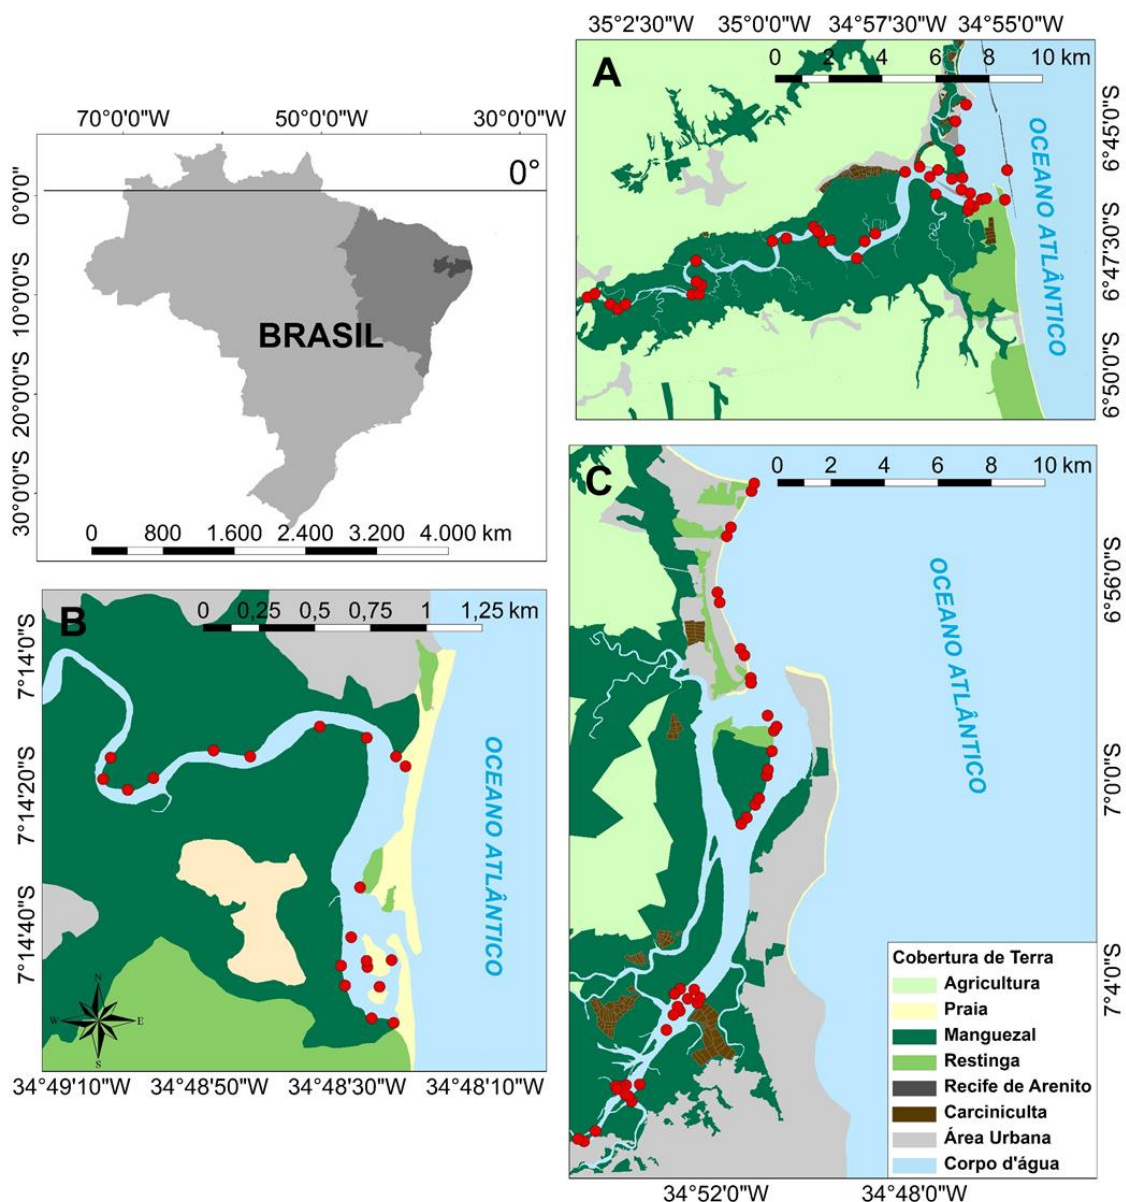 70°0'0"W 50°0'0"W 30°0'0"W
0°
0°0'0"
10°0'0"S
20°0'0"S
30°0'0"S
BRASIL
0 800 1.600 2.400 3.200 4.000 km
35°2'30"W 35°0'0"W 34°57'30"W 34°55'0"W
A
0 2 4 6 8 10 km
OCEANO ATLÂNTICO
6°45'0"S
6°47'30"S
6°50'0"S
B
0 0,25 0,5 0,75 1 1,25 km
7°14'0"S
7°14'20"S
7°14'40"S
OCEANO ATLÂNTICO
N
W E
S
34°49'10"W 34°48'50"W 34°48'30"W 34°48'10"W
C
0 2 4 6 8 10 km
OCEANO ATLÂNTICO
6°56'0"S
7°0'0"S
7°4'0"S
Cobertura de Terra
Agricultura
Praia
Manguezal
Restinga
Recife de Arenito
Carciniculta
Área Urbana
Corpo d'água
34°52'0"W 34°48'0"W